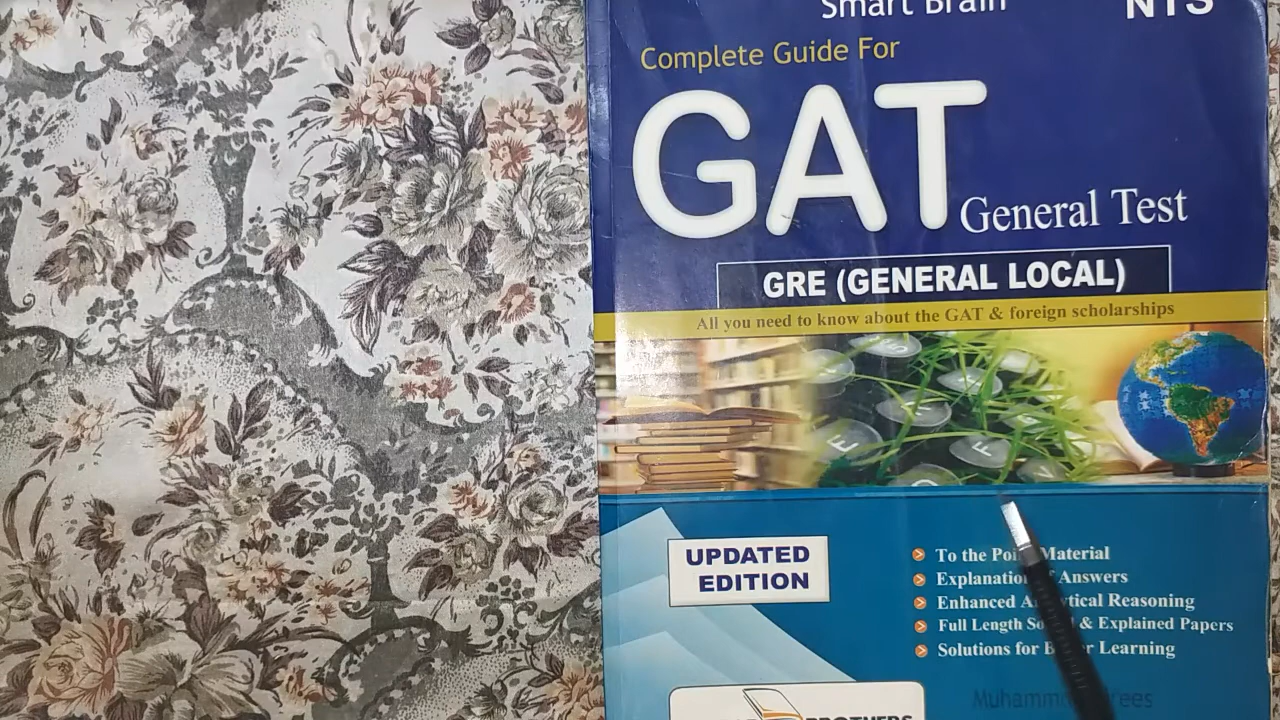 Smart Brain NTS
Complete Guide For
GAT
General Test
GRE (GENERAL LOCAL)
All you need to know about the GAT & foreign scholarships
E
F
UPDATED
EDITION
To the Material
Explanation Answers
Enhanced Reasoning
Full Length & Explained Papers
Solutions for Learning
BROTHERS